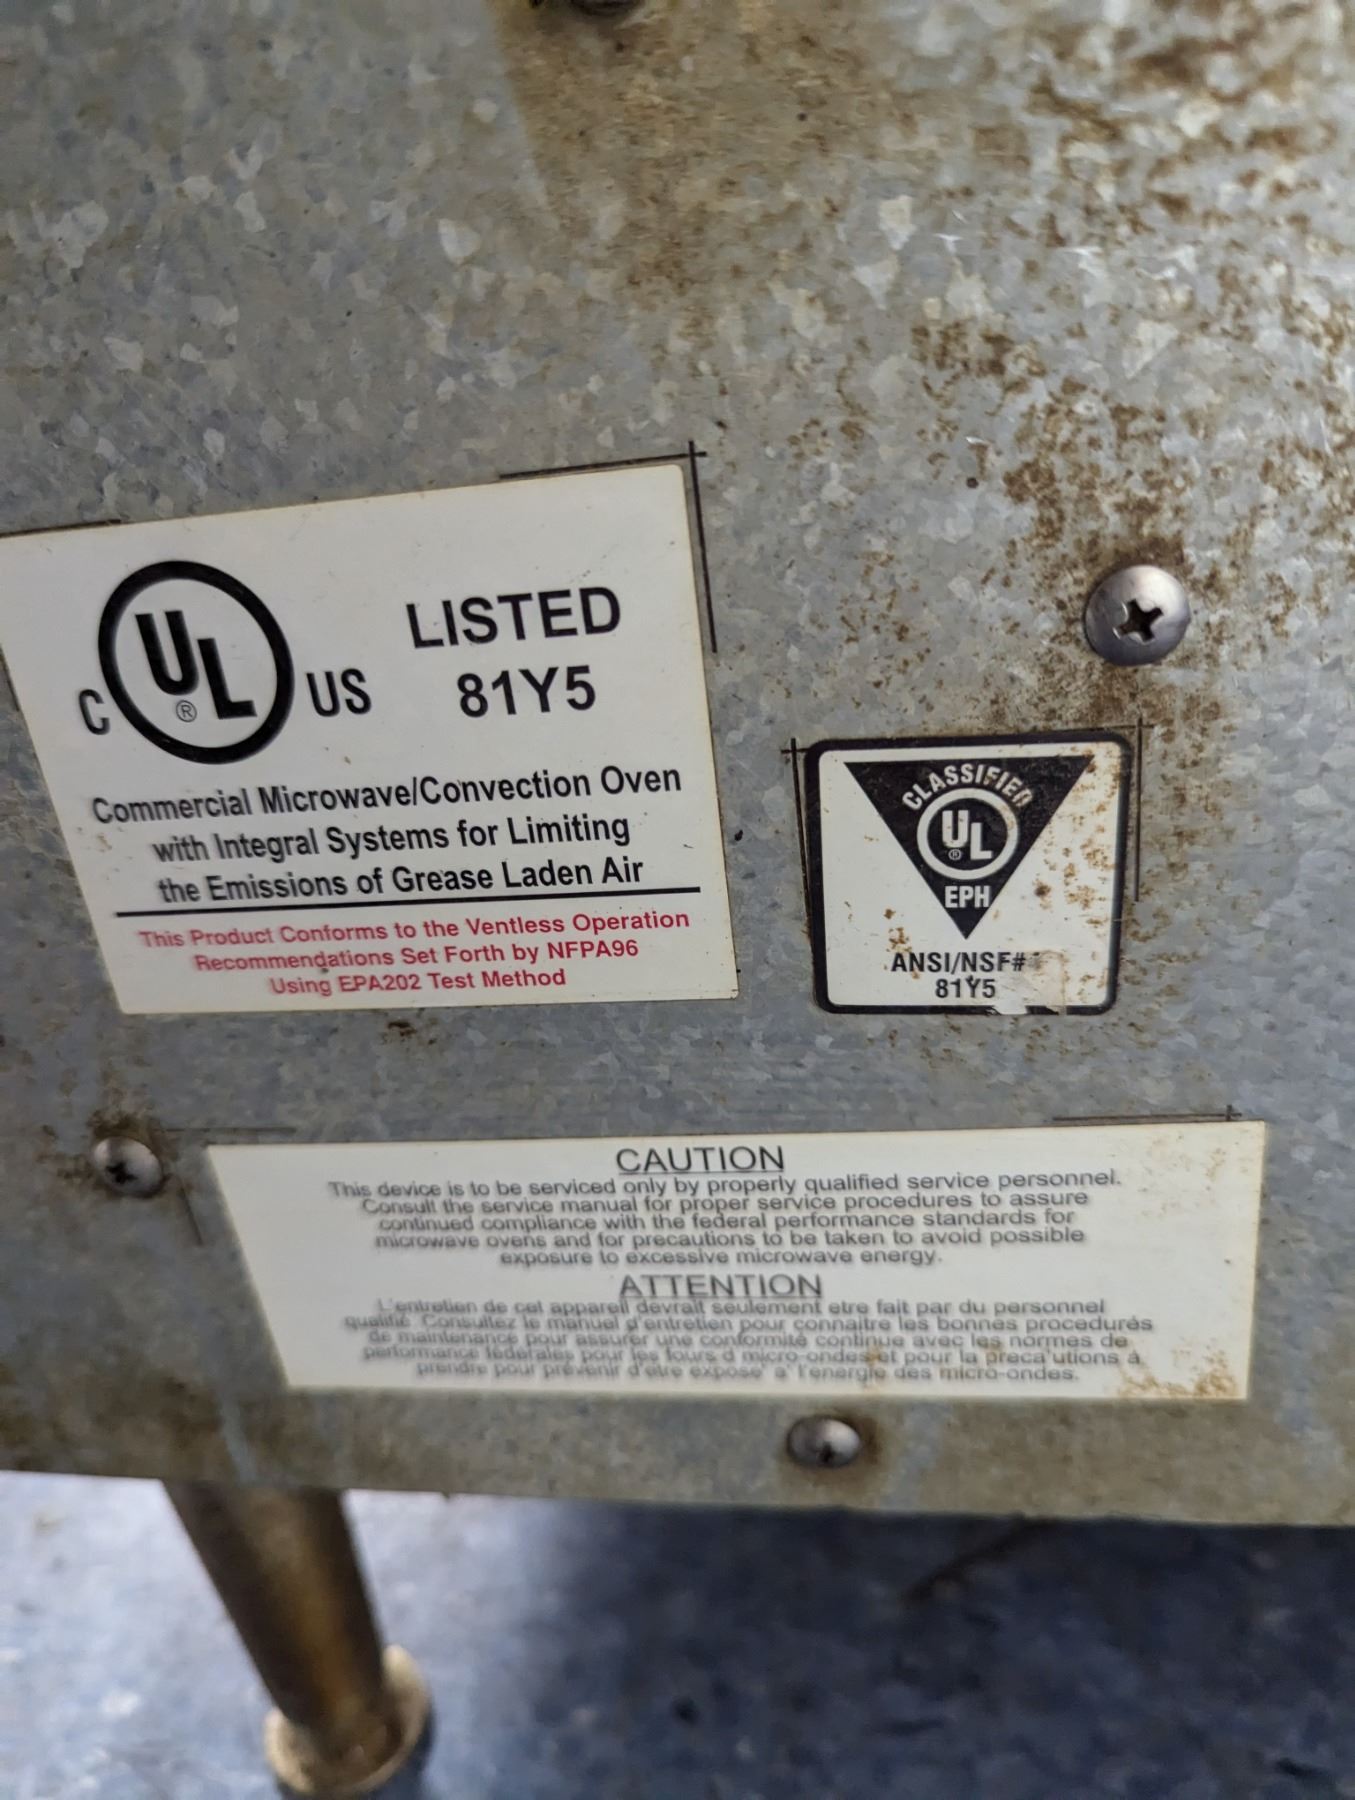 C UL ® US LISTED
81Y5
Commercial Microwave/Convection Oven
with Integral Systems for Limiting
the Emissions of Grease Laden Air
This Product Conforms to the Ventless Operation
Recommendations Set Forth by NFPA96
Using EPA202 Test Method
CLASSIFIED
UL ®
EPH
ANSI/NSF#
81Y5
CAUTION
This device is to be serviced only by properly qualified service personnel.
Consult the service manual for proper service procedures to assure
continued compliance with the federal performance standards for
microwave ovens and for precautions to be taken to avoid possible
exposure to excessive microwave energy.
ATTENTION
L'entretien de cet appareil devrait seulement etre fait par du personnel
qualifié. Consultez le manuel d'entretien pour connaitre les bonnes procedurés
de maintenance pour assurer une conformité continue avec les normes de
performance féderales pour les fours d micro-ondes et pour la preca'utions à
prendre pour prévenir d'etre expose' a' l'energie des micro-ondes.